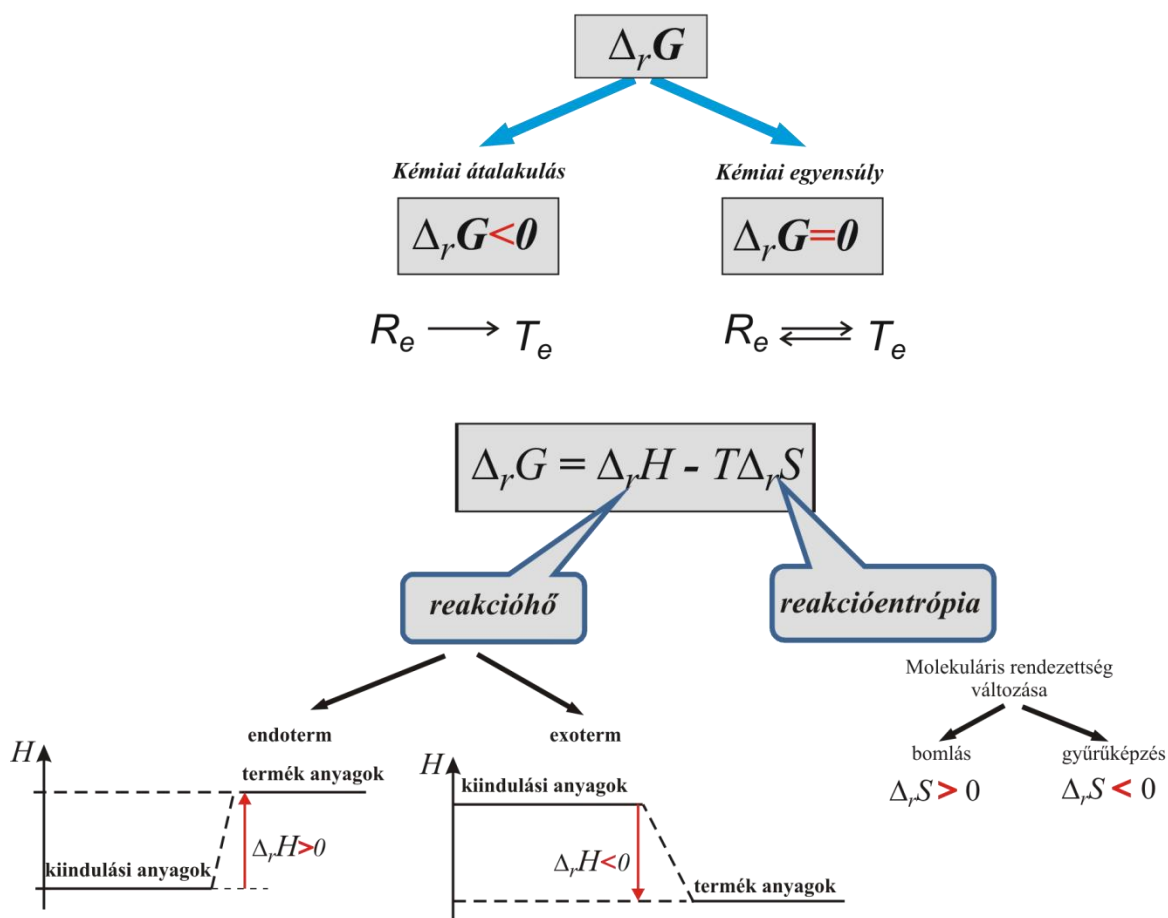 ΔrG
Kémiai átalakulás
Kémiai egyensúly
ΔrG<0
ΔrG=0
Re ⟶ Te
Re ⇄ Te
ΔrG = ΔrH - TΔrS
reakcióhő
reakcióentrópia
Molekuláris rendezettség
változása
bomlás
gyűrűképzés
ΔrS > 0
ΔrS < 0
endoterm
exoterm
H
termék anyagok
kiindulási anyagok
ΔrH>0
H
kiindulási anyagok
ΔrH<0
termék anyagok